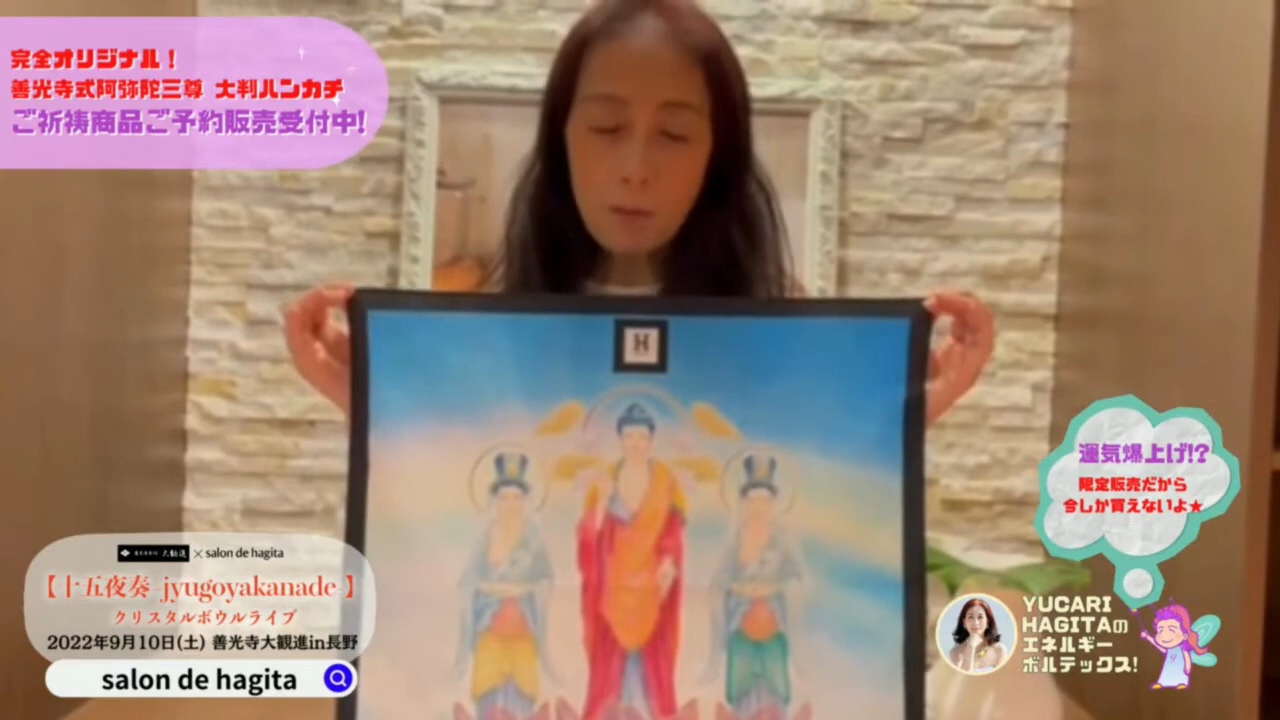 完全オリジナル!
善光寺式阿弥陀三尊 大判ハンカチ
ご祈祷商品ご予約販売受付中!
H
運気爆上げ!?
限定販売だから
今しか買えないよ★
大勧進 × salon de hagita
【十五夜奏 -jyugoyakanade-】
クリスタルボウルライブ
2022年9月10日(土) 善光寺大観進in長野
salon de hagita
YUCARI
HAGITAの
エネルギー
ボルテックス!